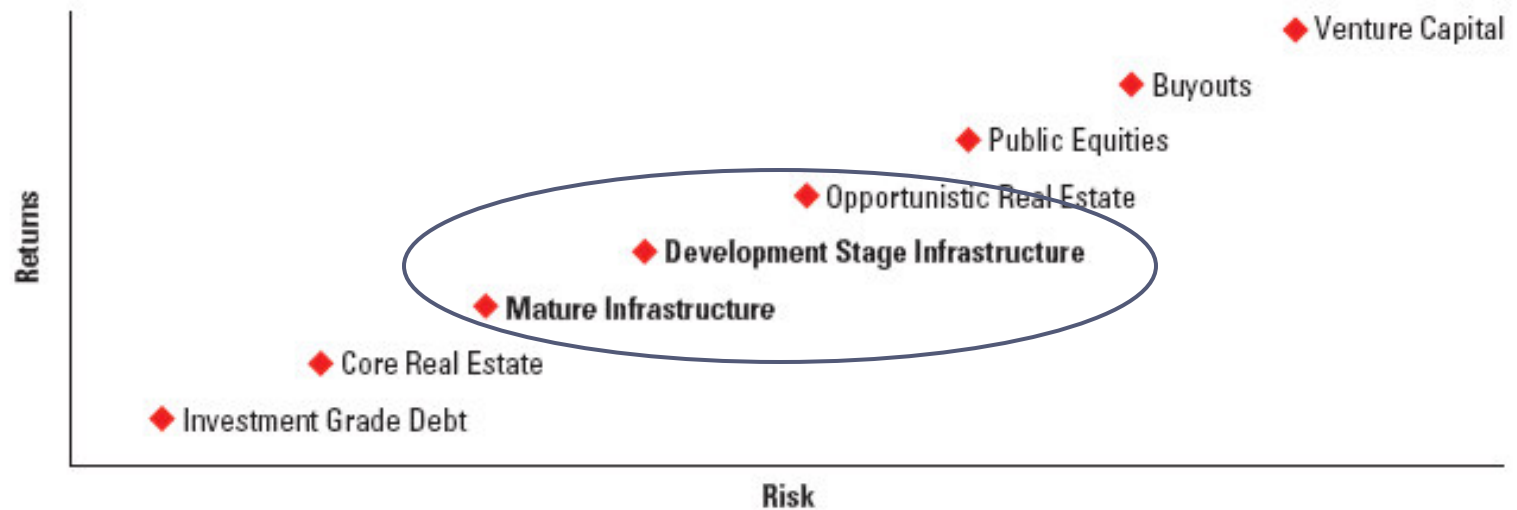 Venture Capital
Buyouts
Public Equities
Opportunistic Real Estate
Development Stage Infrastructure
Mature Infrastructure
Core Real Estate
Investment Grade Debt
Returns
Risk